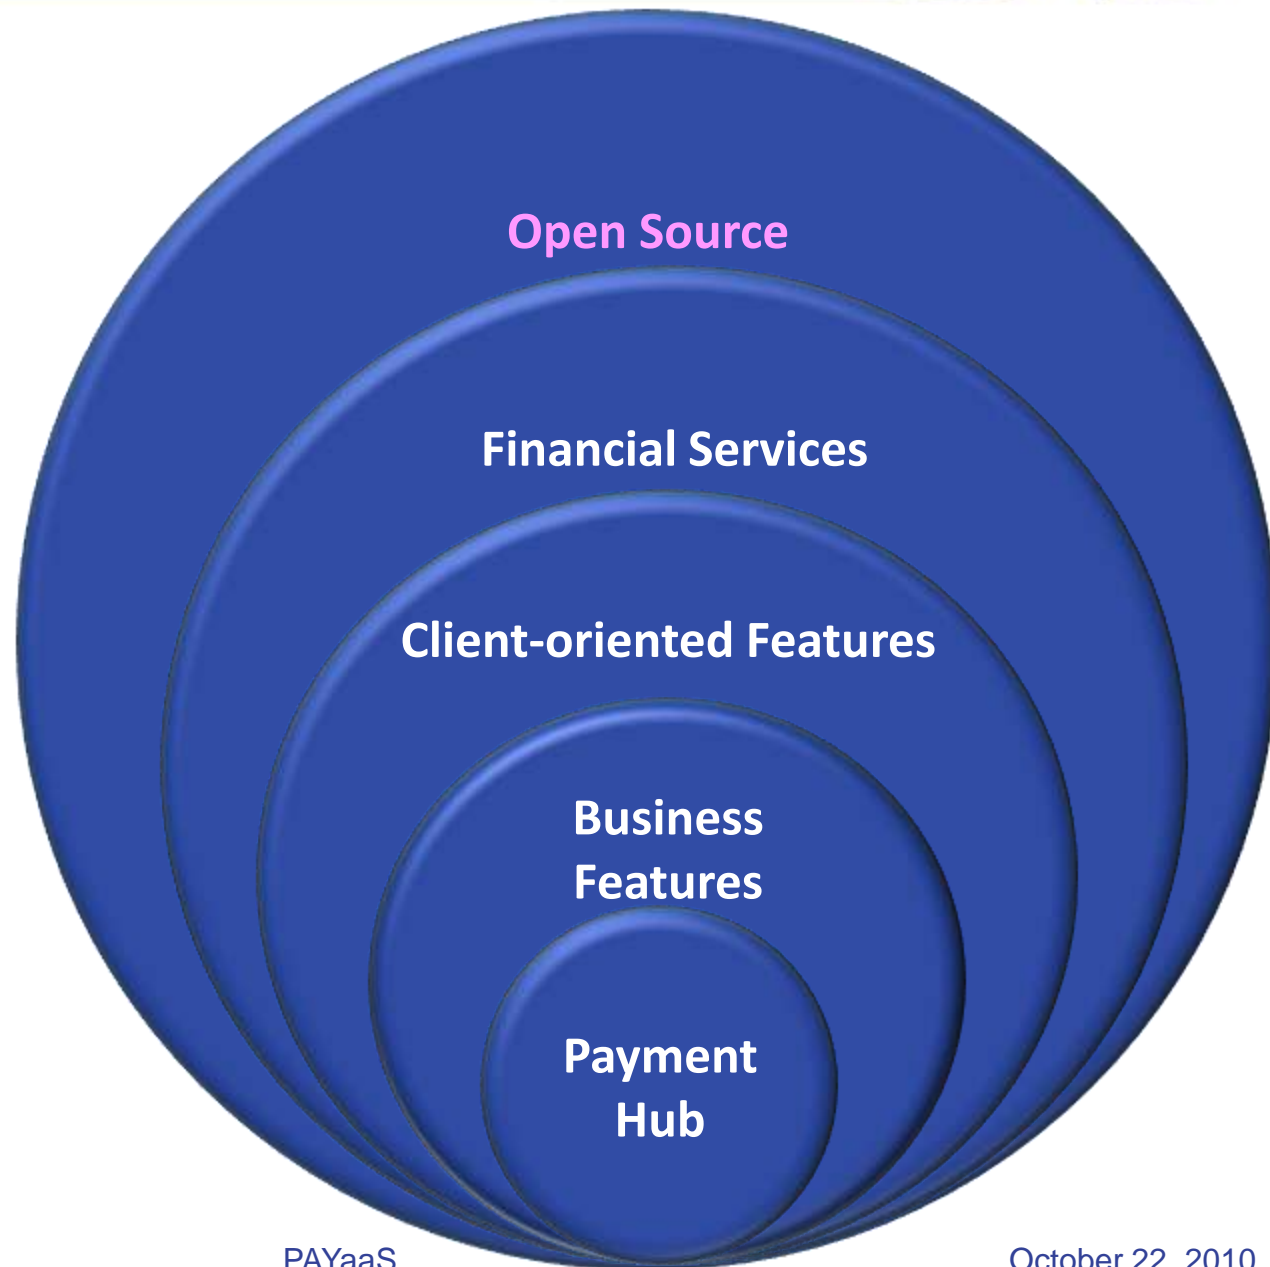 Open Source
Financial Services
Client-oriented Features
Business
Features
Payment
Hub
PAYaaS
October 22, 2010